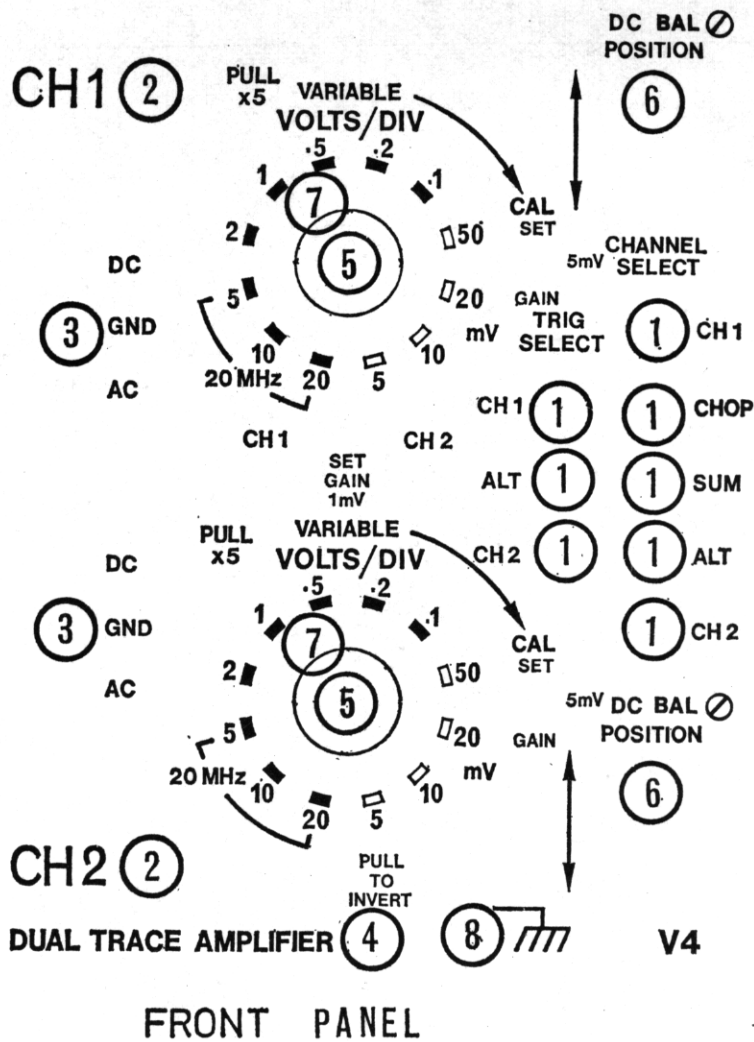 DC BAL
POSITION
6
CH1 2
PULL
x5
VARIABLE
VOLTS/DIV
.5
.2
.1
1
7
2
5
50
20
mV
10
5
20
10
5
20 MHz
CAL
SET
5mV
GAIN
DC
3 GND
AC
CHANNEL
SELECT
TRIG
SELECT
1 CH1
CH1 1
1 CHOP
ALT 1
1 SUM
CH2 1
1 ALT
1 CH2
CH1
CH2
SET
GAIN
1mV
PULL
x5
VARIABLE
VOLTS/DIV
.5
.2
.1
1
7
2
5
50
20
mV
10
5
20
10
5
20 MHz
CAL
SET
5mV
GAIN
DC
3 GND
AC
DC BAL
POSITION
6
CH2 2
PULL
TO
INVERT
DUAL TRACE AMPLIFIER 4
8
V4
FRONT PANEL